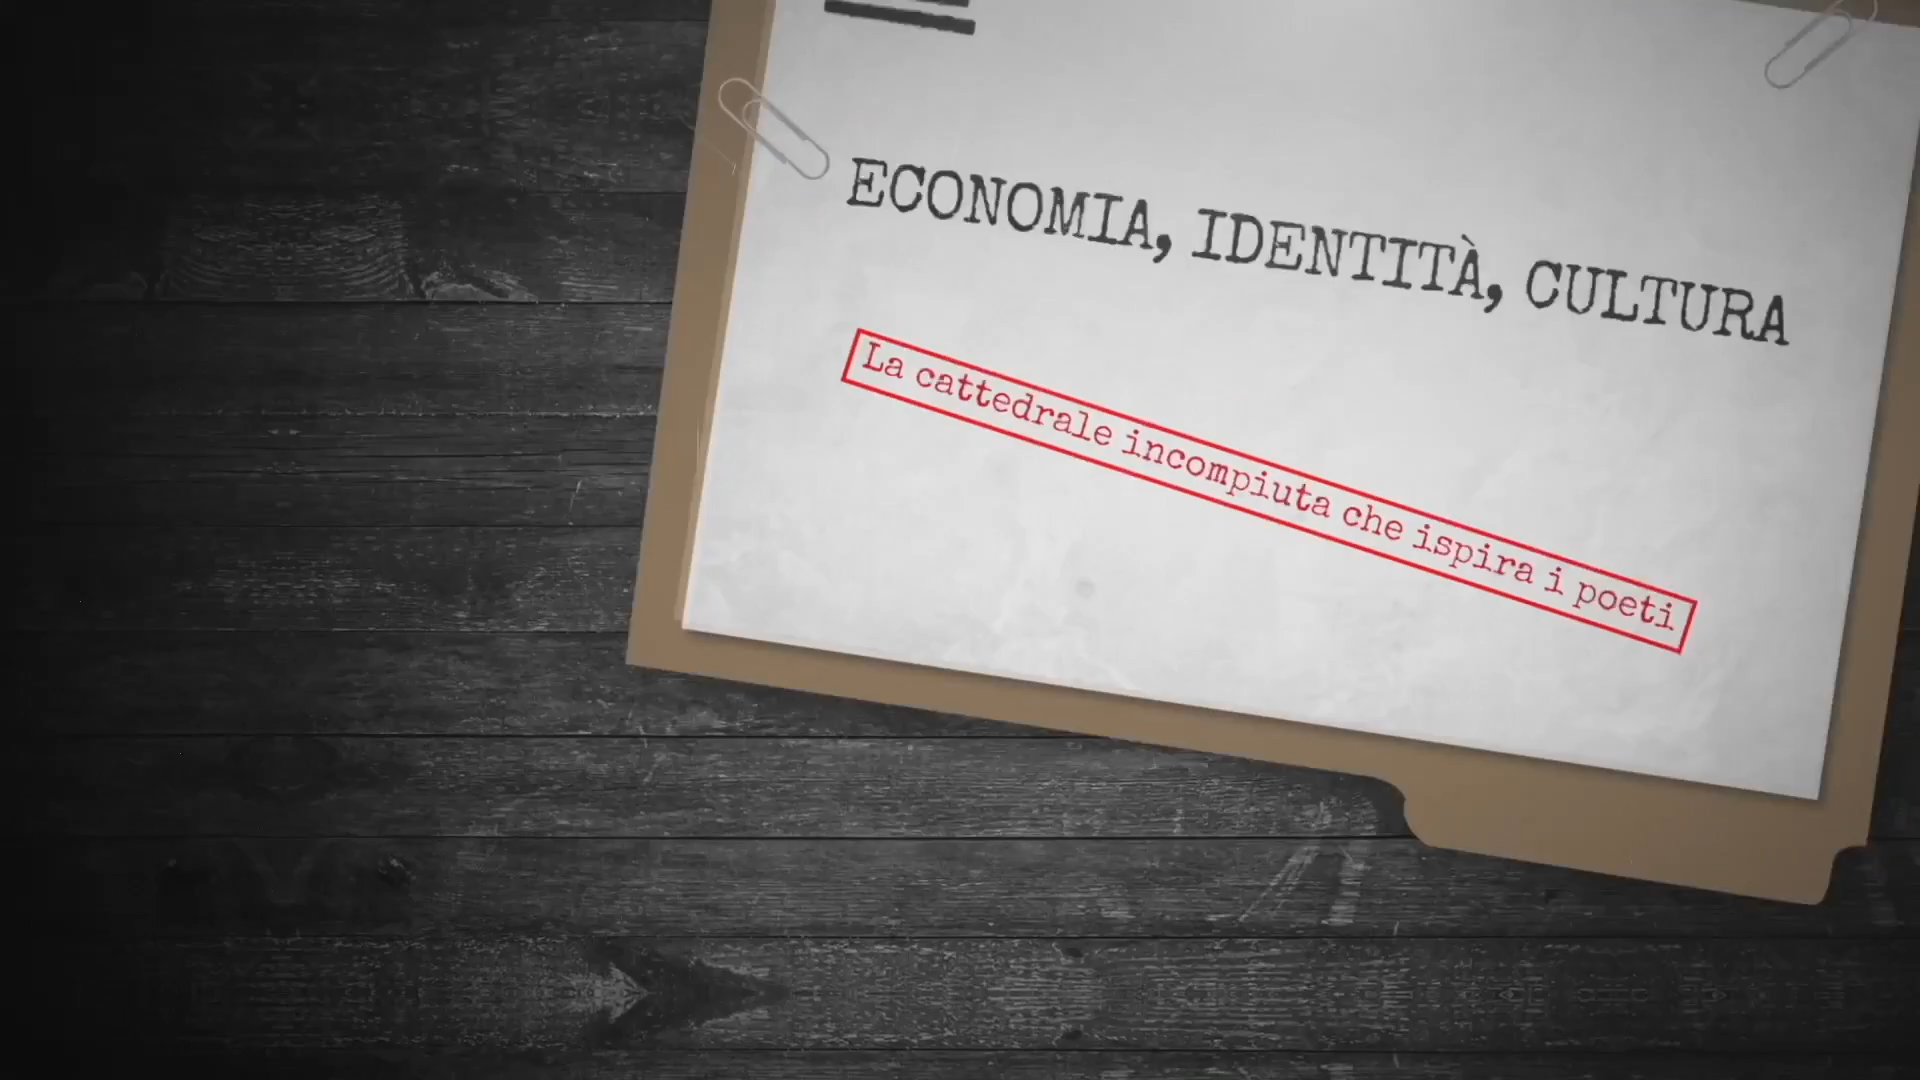 ECONOMIA, IDENTITÀ, CULTURA
La cattedrale incompiuta che ispira i poeti